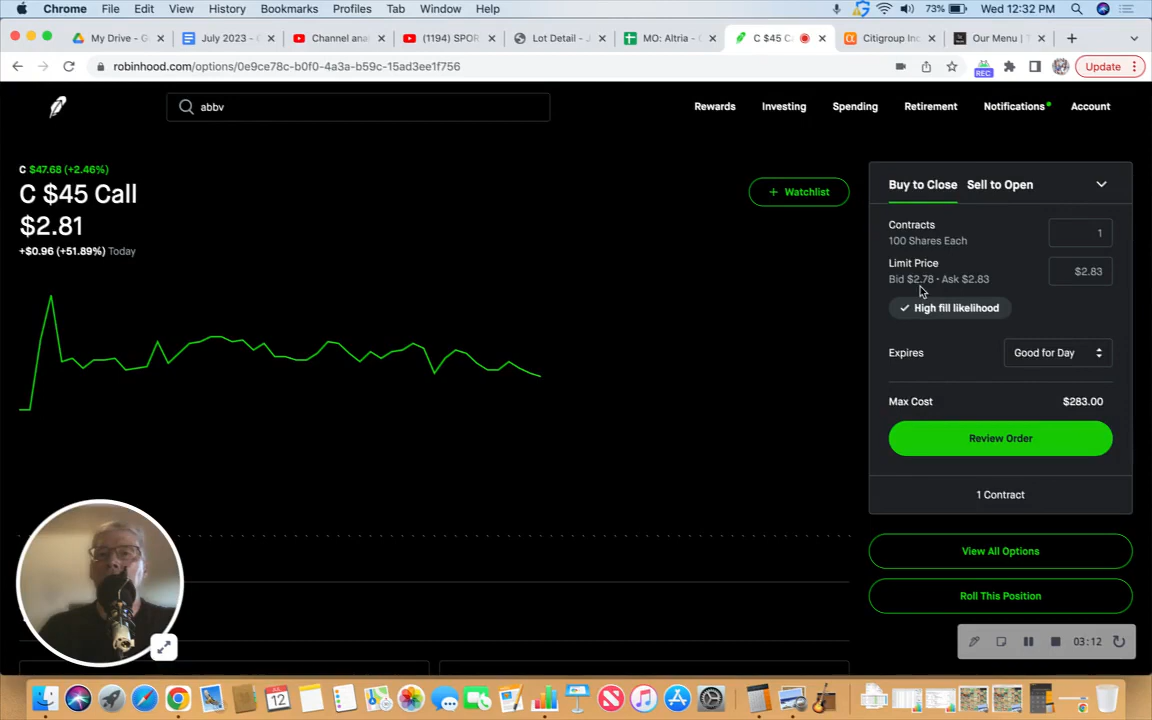 Chrome File Edit View History Bookmarks Profiles Tab Window Help 73% Wed 12:32 PM
My Drive - G July 2023 - Channel ana (1194) SPOR Lot Detail - J MO: Altria - C $45 C Citigroup Inc Our Menu | T
robinhood.com/options/0e9ce78c-b0f0-4a3a-b59c-15ad3ee1f756 REC Update
abbv
Rewards Investing Spending Retirement Notifications Account
C $47.68 (+2.46%)
C $45 Call
$2.81
+$0.96 (+51.89%) Today
+ Watchlist
Buy to Close Sell to Open
Contracts
100 Shares Each
1
Limit Price
Bid $2.78 · Ask $2.83
$2.83
High fill likelihood
Expires Good for Day
Max Cost $283.00
Review Order
1 Contract
View All Options
Roll This Position
03:12
12